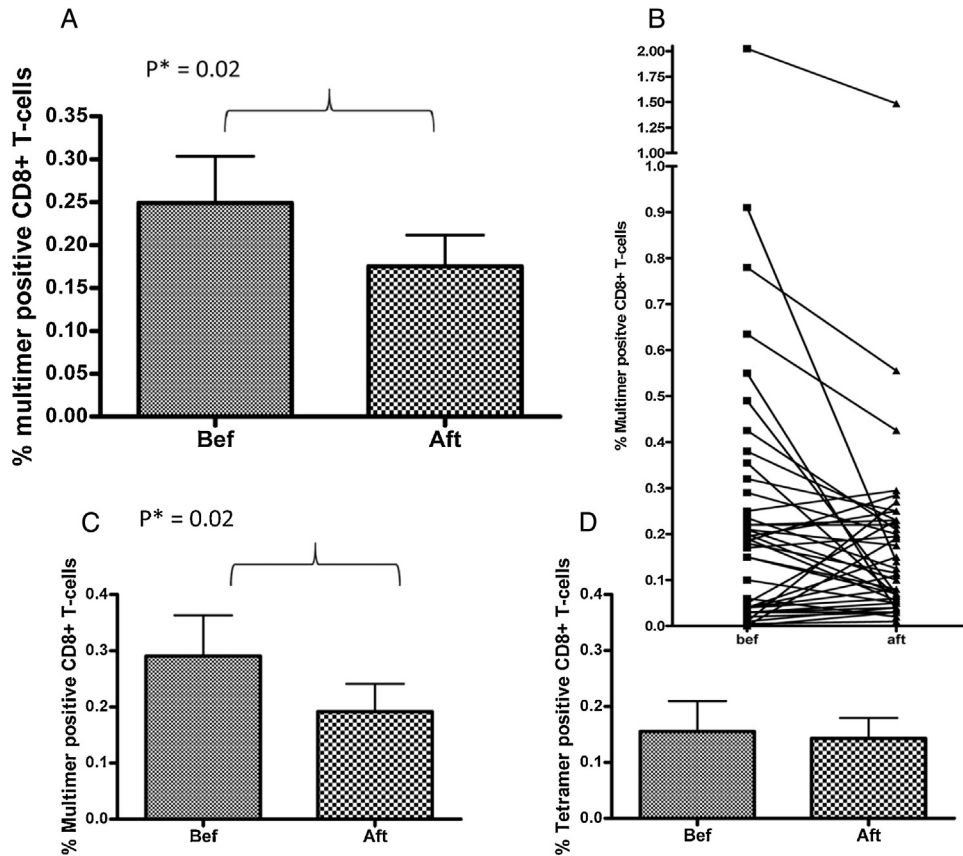 A
P* = 0.02
% multimer positive CD8+ T-cells
0.35
0.30
0.25
0.20
0.15
0.10
0.05
0.00
Bef
Aft
B
% Multimer positve CD8+ T-cells
2.00
1.75
1.50
1.25
1.00
1.0
0.9
0.8
0.7
0.6
0.5
0.4
0.3
0.2
0.1
0.0
bef
aft
C
P* = 0.02
% Multimer positive CD8+ T-cells
0.4
0.3
0.2
0.1
0.0
Bef
Aft
D
% Tetramer positive CD8+ T-cells
0.4
0.3
0.2
0.1
0.0
Bef
Aft